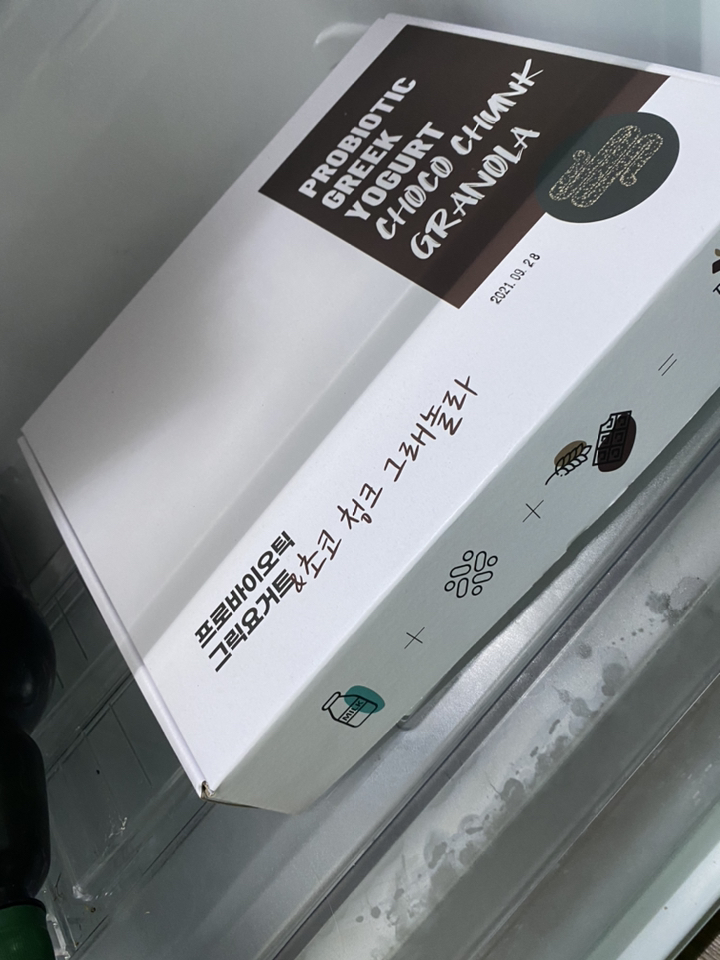 PROBIOTIC
GREEK
YOGURT
CHOCO CHUNK
GRANOLA
2021. 09. 28
프로바이오틱
그릭요거트
& 초코 청크 그래놀라
MILK